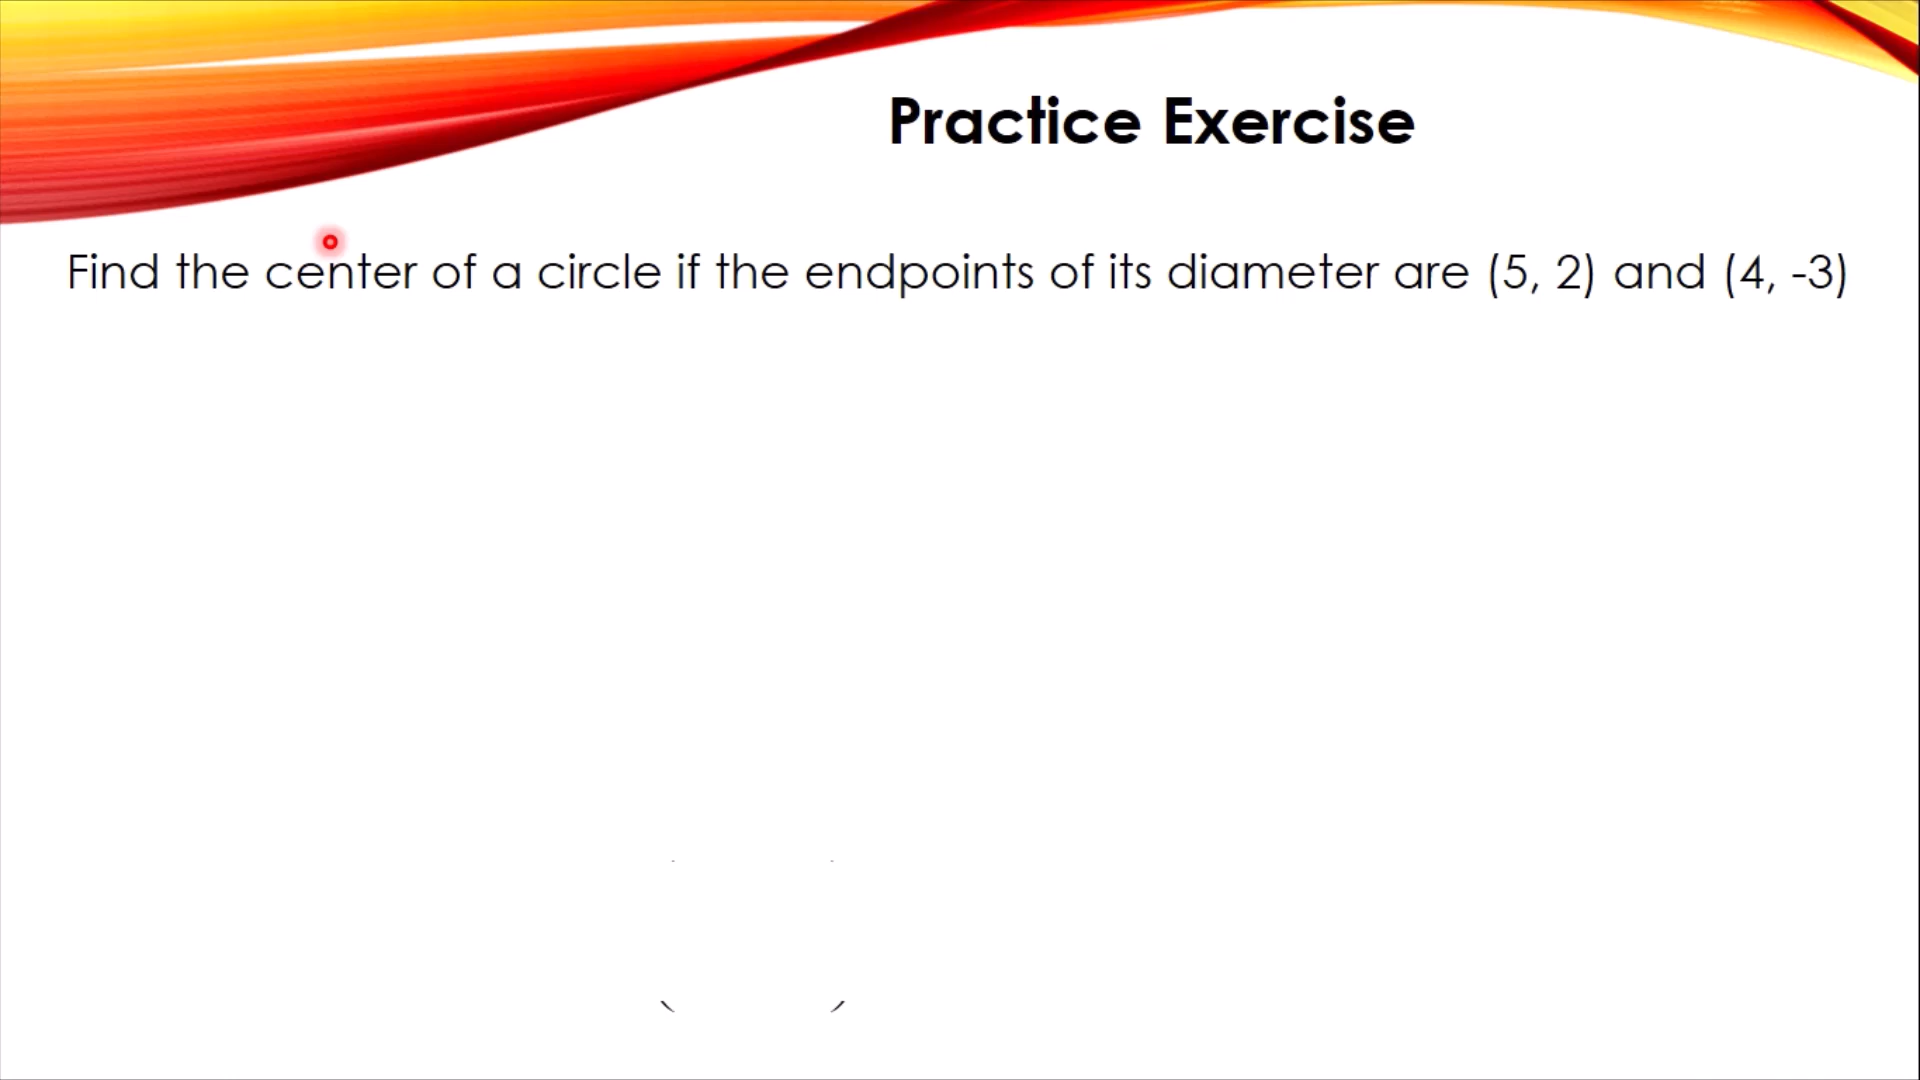 Practice Exercise
Find the center of a circle if the endpoints of its diameter are (5, 2) and (4, -3)